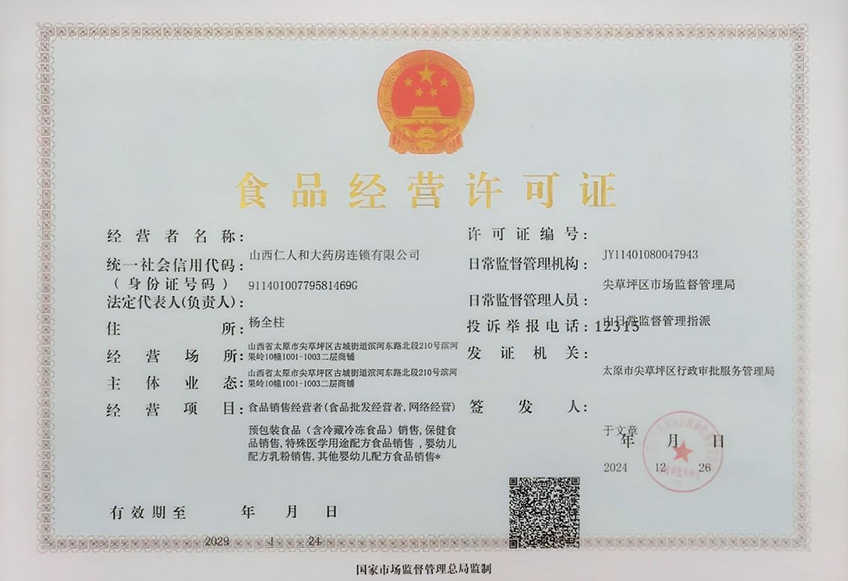 食品经营许可证
经营者名称：
山西仁人和大药房连锁有限公司
统一社会信用代码：
（身份证号码）
91140100779581469G
法定代表人(负责人)：
杨全柱
住所：
山西省太原市尖草坪区古城街道滨河东路北段210号滨河
果岭10幢1001-1003二层商铺
经营场所：
山西省太原市尖草坪区古城街道滨河东路北段210号滨河
果岭10幢1001-1003二层商铺
主体业态：
食品销售经营者(食品批发经营者,网络经营)
经营项目：
预包装食品（含冷藏冷冻食品）销售,保健食
品销售,特殊医学用途配方食品销售,婴幼儿
配方乳粉销售,其他婴幼儿配方食品销售*
有效期至 年 月 日
2029 1 24
许可证编号：
JY11401080047943
日常监督管理机构：
尖草坪区市场监督管理局
日常监督管理人员：
由日常监督管理指派
投诉举报电话：12315
发证机关：
太原市尖草坪区行政审批服务管理局
签发人：
于文章
年 月 日
2024 12 26
国家市场监督管理总局监制